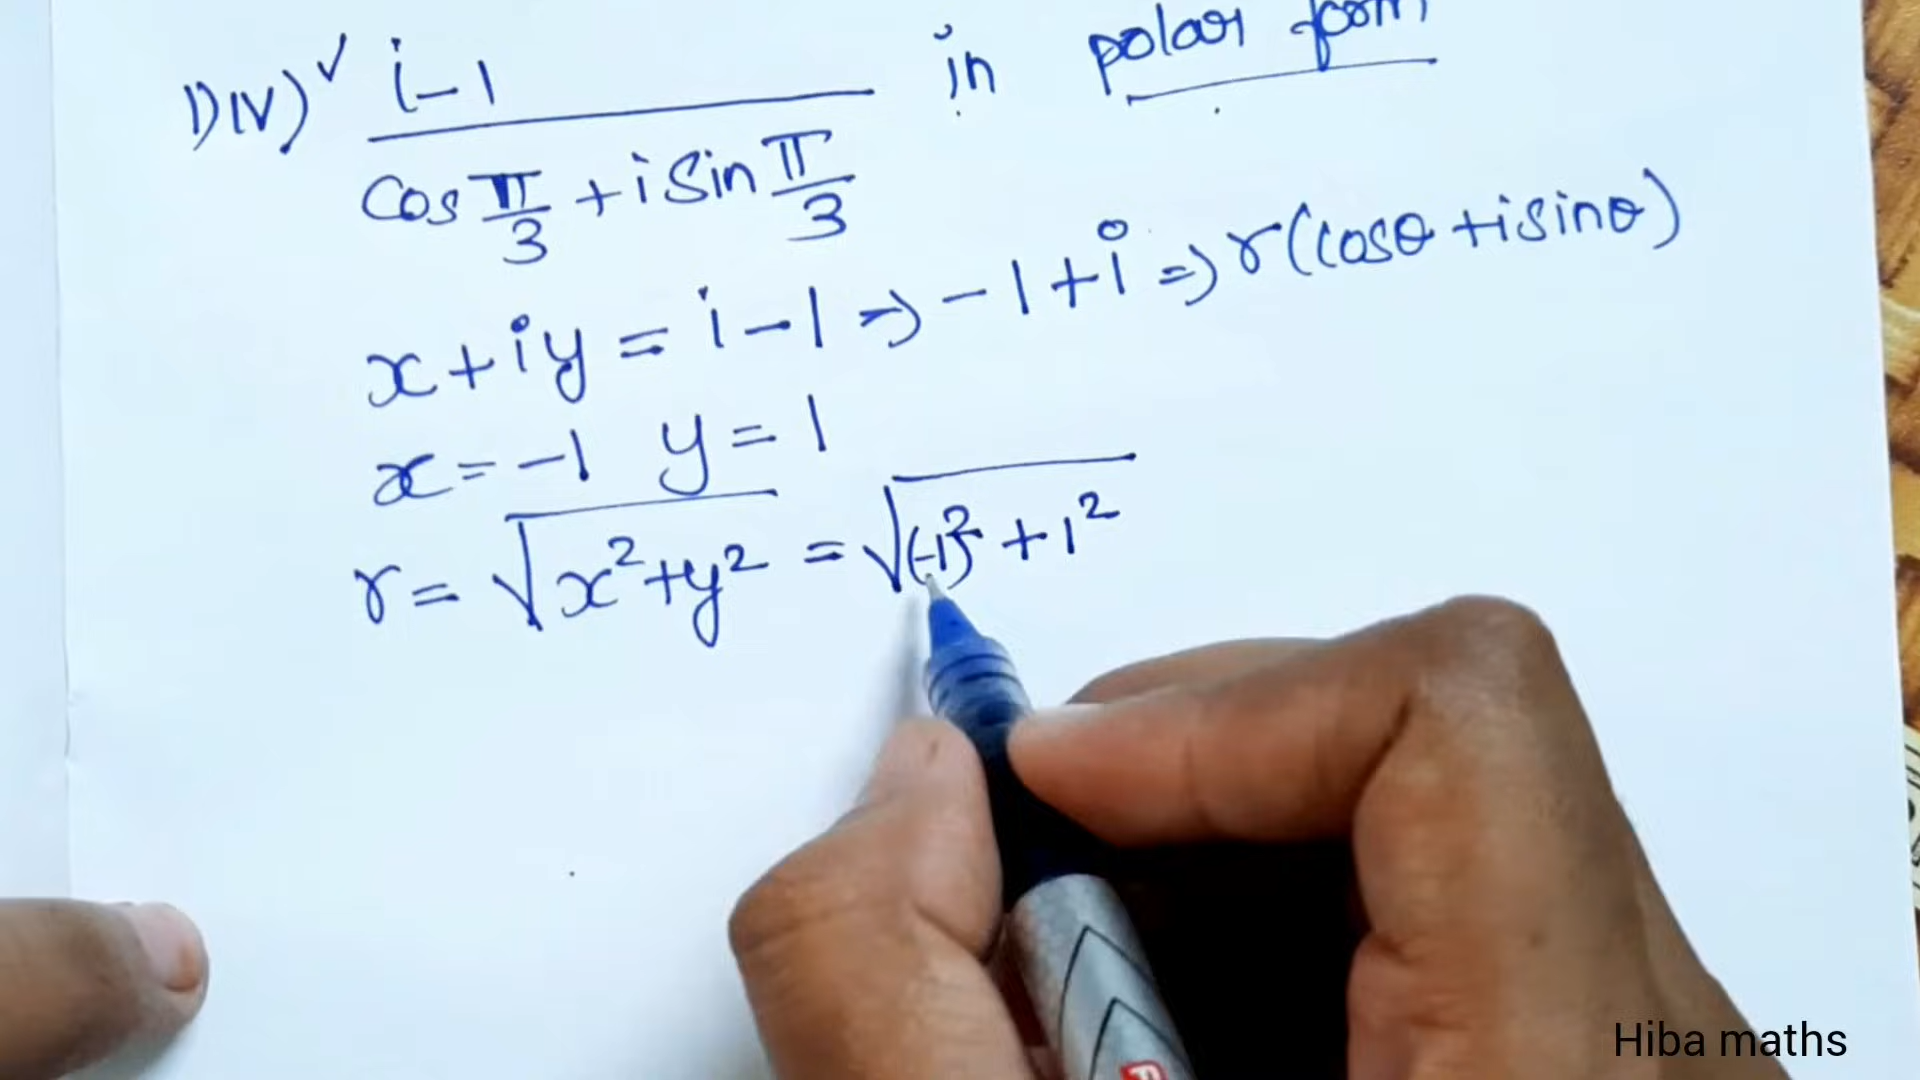 1)(iv) ✓ i-1 / cos π/3 + i sin π/3 in polar form
x+iy = i-1 ⇒ -1+i ⇒ r(cosθ +isinθ)
x=-1 y=1
r= √x²+y² = √(-1)² + 1²
Hiba maths